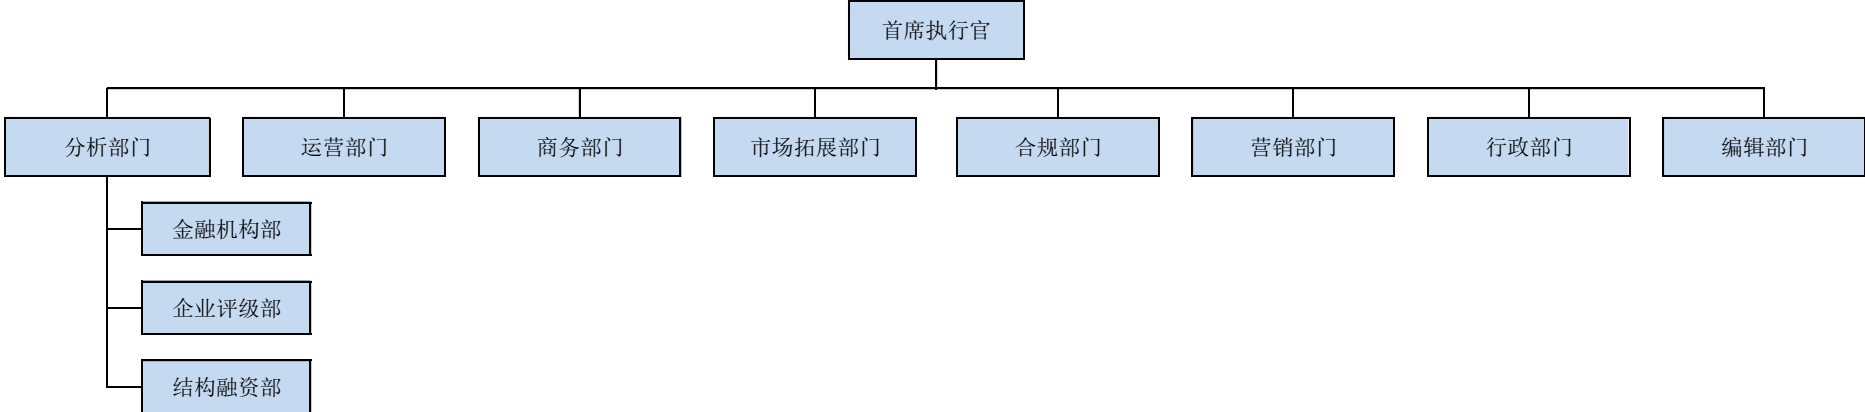 首席执行官
分析部门
运营部门
商务部门
市场拓展部门
合规部门
营销部门
行政部门
编辑部门
金融机构部
企业评级部
结构融资部